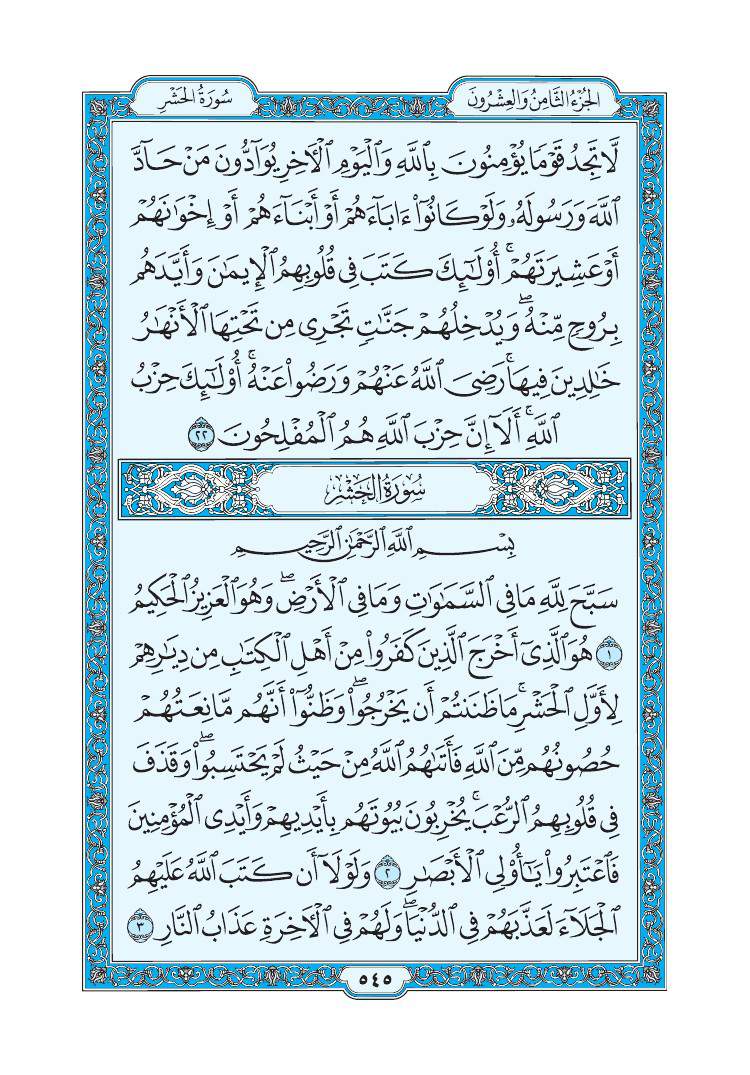 الجُزْءُ الثَّامِنُ وَالعِشْرُونَ
سُورَةُ الحَشْرِ
لَّا تَجِدُ قَوْمًا يُؤْمِنُونَ بِٱللَّهِ وَٱلْيَوْمِ ٱلْأٓخِرِ يُوَآدُّونَ مَنْ حَآدَّ
ٱللَّهَ وَرَسُولَهُۥ وَلَوْ كَانُوٓا۟ ءَابَآءَهُمْ أَوْ أَبْنَآءَهُمْ أَوْ إِخْوَٰنَهُمْ
أَوْ عَشِيرَتَهُمْ ۚ أُو۟لَٰٓئِكَ كَتَبَ فِى قُلُوبِهِمُ ٱلْإِيمَٰنَ وَأَيَّدَهُم
بِرُوحٍ مِّنْهُ ۖ وَيُدْخِلُهُمْ جَنَّٰتٍ تَجْرِى مِن تَحْتِهَا ٱلْأَنْهَٰرُ
خَٰلِدِينَ فِيهَا ۚ رَضِىَ ٱللَّهُ عَنْهُمْ وَرَضُوا۟ عَنْهُ ۚ أُو۟لَٰٓئِكَ حِزْبُ
ٱللَّهِ ۚ أَلَآ إِنَّ حِزْبَ ٱللَّهِ هُمُ ٱلْمُفْلِحُونَ ٢٢
سُورَةُ الحَشْرِ
بِسْمِ ٱللَّهِ ٱلرَّحْمَٰنِ ٱلرَّحِيمِ
سَبَّحَ لِلَّهِ مَا فِى ٱلسَّمَٰوَٰتِ وَمَا فِى ٱلْأَرْضِ ۖ وَهُوَ ٱلْعَزِيزُ ٱلْحَكِيمُ
١ هُوَ ٱلَّذِىٓ أَخْرَجَ ٱلَّذِينَ كَفَرُوا۟ مِنْ أَهْلِ ٱلْكِتَٰبِ مِن دِيَٰرِهِمْ
لِأَوَّلِ ٱلْحَشْرِ ۚ مَا ظَنَنتُمْ أَن يَخْرُجُوا۟ ۖ وَظَنُّوٓا۟ أَنَّهُم مَّانِعَتُهُمْ
حُصُونُهُم مِّنَ ٱللَّهِ فَأَتَىٰهُمُ ٱللَّهُ مِنْ حَيْثُ لَمْ يَحْتَسِبُوا۟ ۖ وَقَذَفَ
فِى قُلُوبِهِمُ ٱلرُّعْبَ ۚ يُخْرِبُونَ بُيُوتَهُم بِأَيْدِيهِمْ وَأَيْدِى ٱلْمُؤْمِنِينَ
فَٱعْتَبِرُوا۟ يَٰٓأُو۟لِى ٱلْأَبْصَٰرِ ٢ وَلَوْلَآ أَن كَتَبَ ٱللَّهُ عَلَيْهِمُ
ٱلْجَلَآءَ لَعَذَّبَهُمْ فِى ٱلدُّنْيَا ۖ وَلَهُمْ فِى ٱلْأٓخِرَةِ عَذَابُ ٱلنَّارِ ٣
٥٤٥